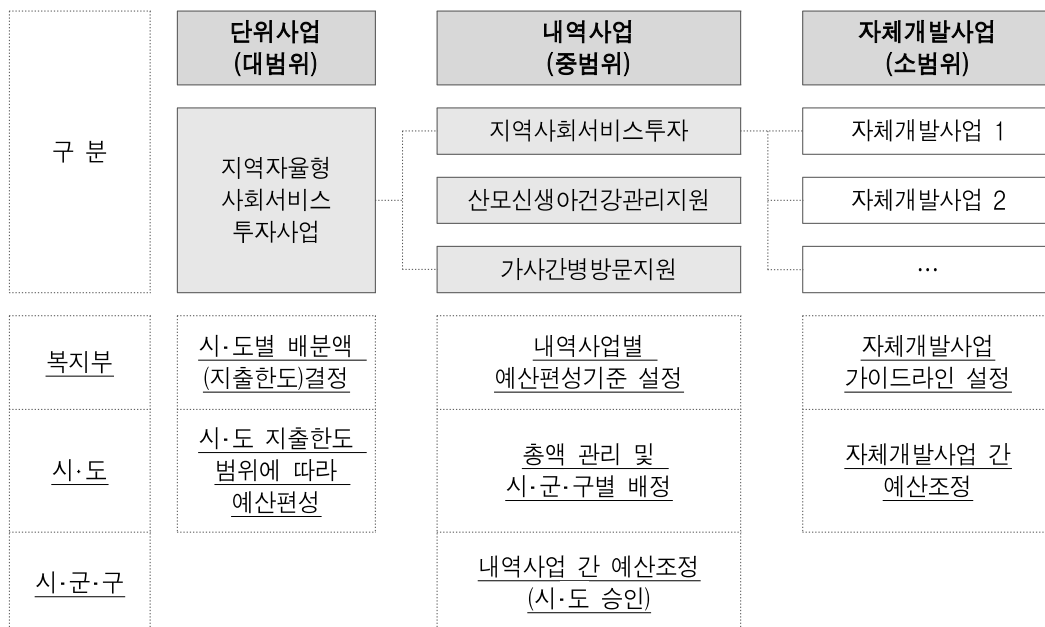 단위사업
(대범위)
내역사업
(중범위)
자체개발사업
(소범위)
구 분
지역자율형
사회서비스
투자사업
지역사회서비스투자
산모신생아건강관리지원
가사간병방문지원
자체개발사업 1
자체개발사업 2
…
복지부
시·도별 배분액
(지출한도)결정
내역사업별
예산편성기준 설정
자체개발사업
가이드라인 설정
시·도
시·도 지출한도
범위에 따라
예산편성
총액 관리 및
시·군·구별 배정
자체개발사업 간
예산조정
시·군·구
내역사업 간 예산조정
(시·도 승인)